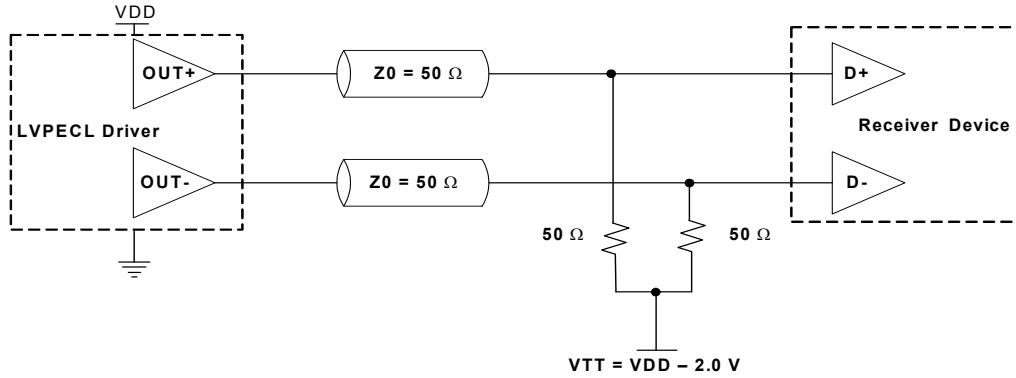 VDD
OUT+
Z0 = 50 Ω
D+
LVPECL Driver
Receiver Device
OUT-
Z0 = 50 Ω
D-
50 Ω
50 Ω
VTT = VDD – 2.0 V